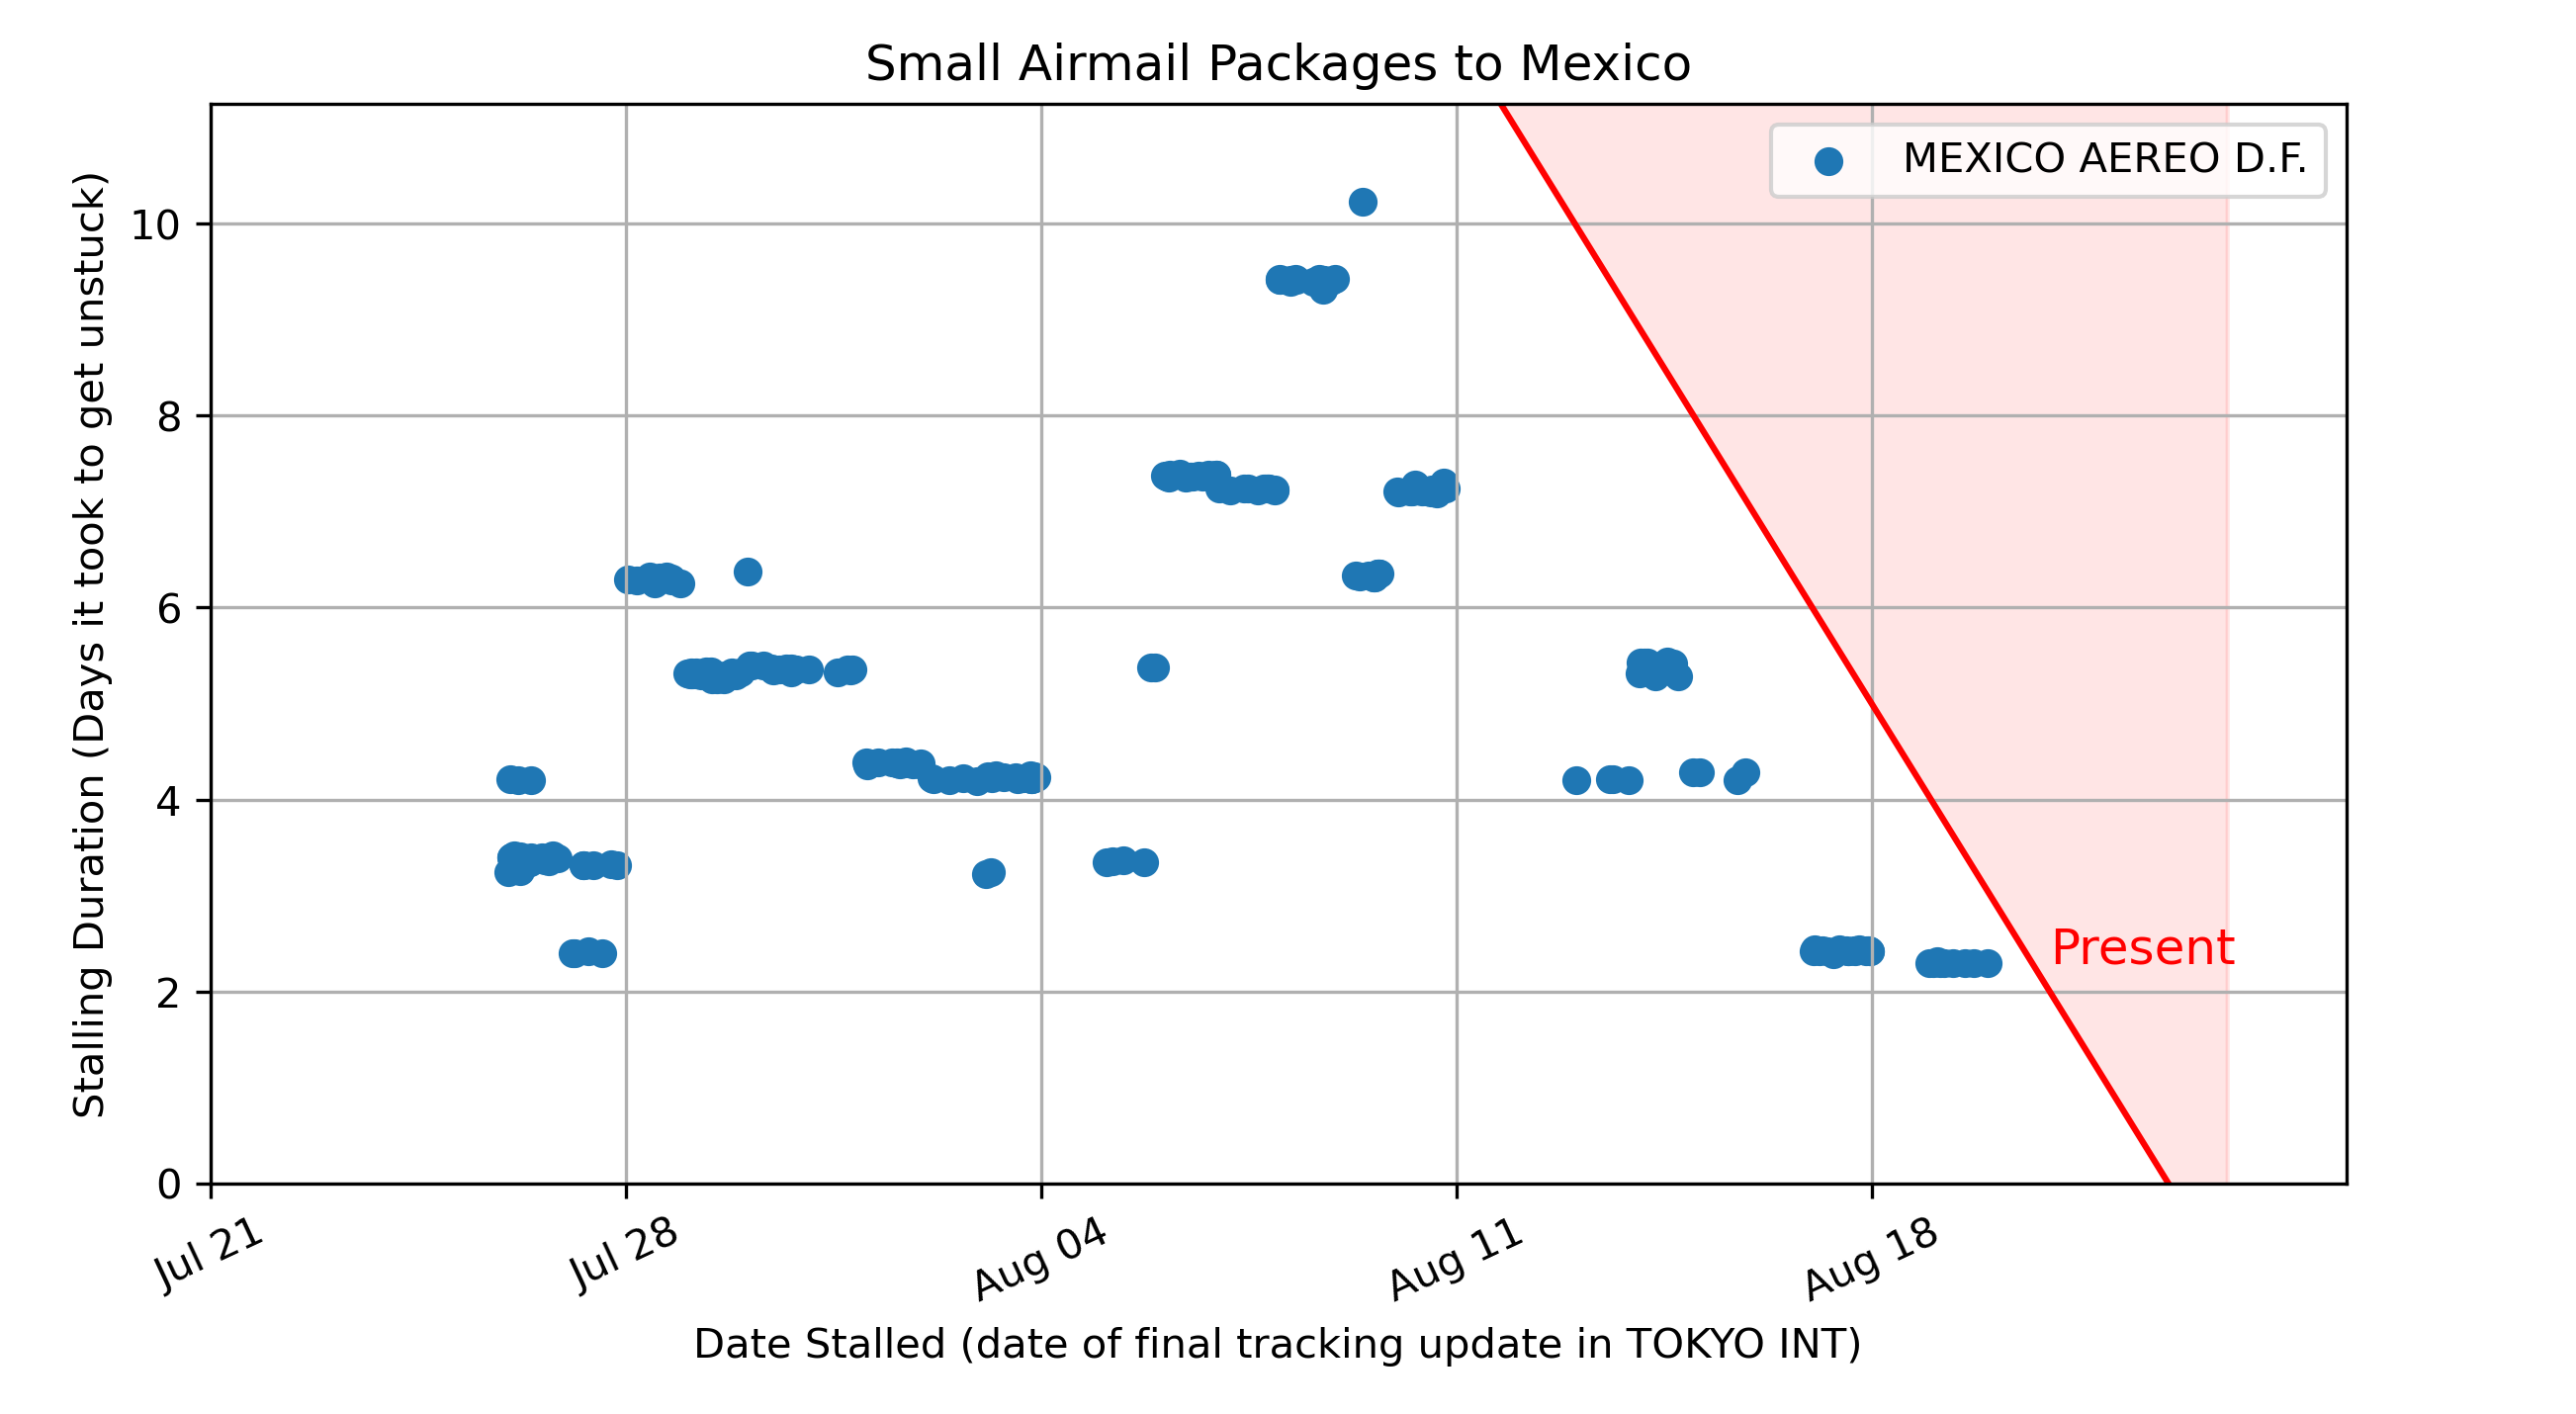 Small Airmail Packages to Mexico
MEXICO AEREO D.F.
Stalling Duration (Days it took to get unstuck)
10
8
6
4
2
0
Present
Jul 21
Jul 28
Aug 04
Aug 11
Aug 18
Date Stalled (date of final tracking update in TOKYO INT)